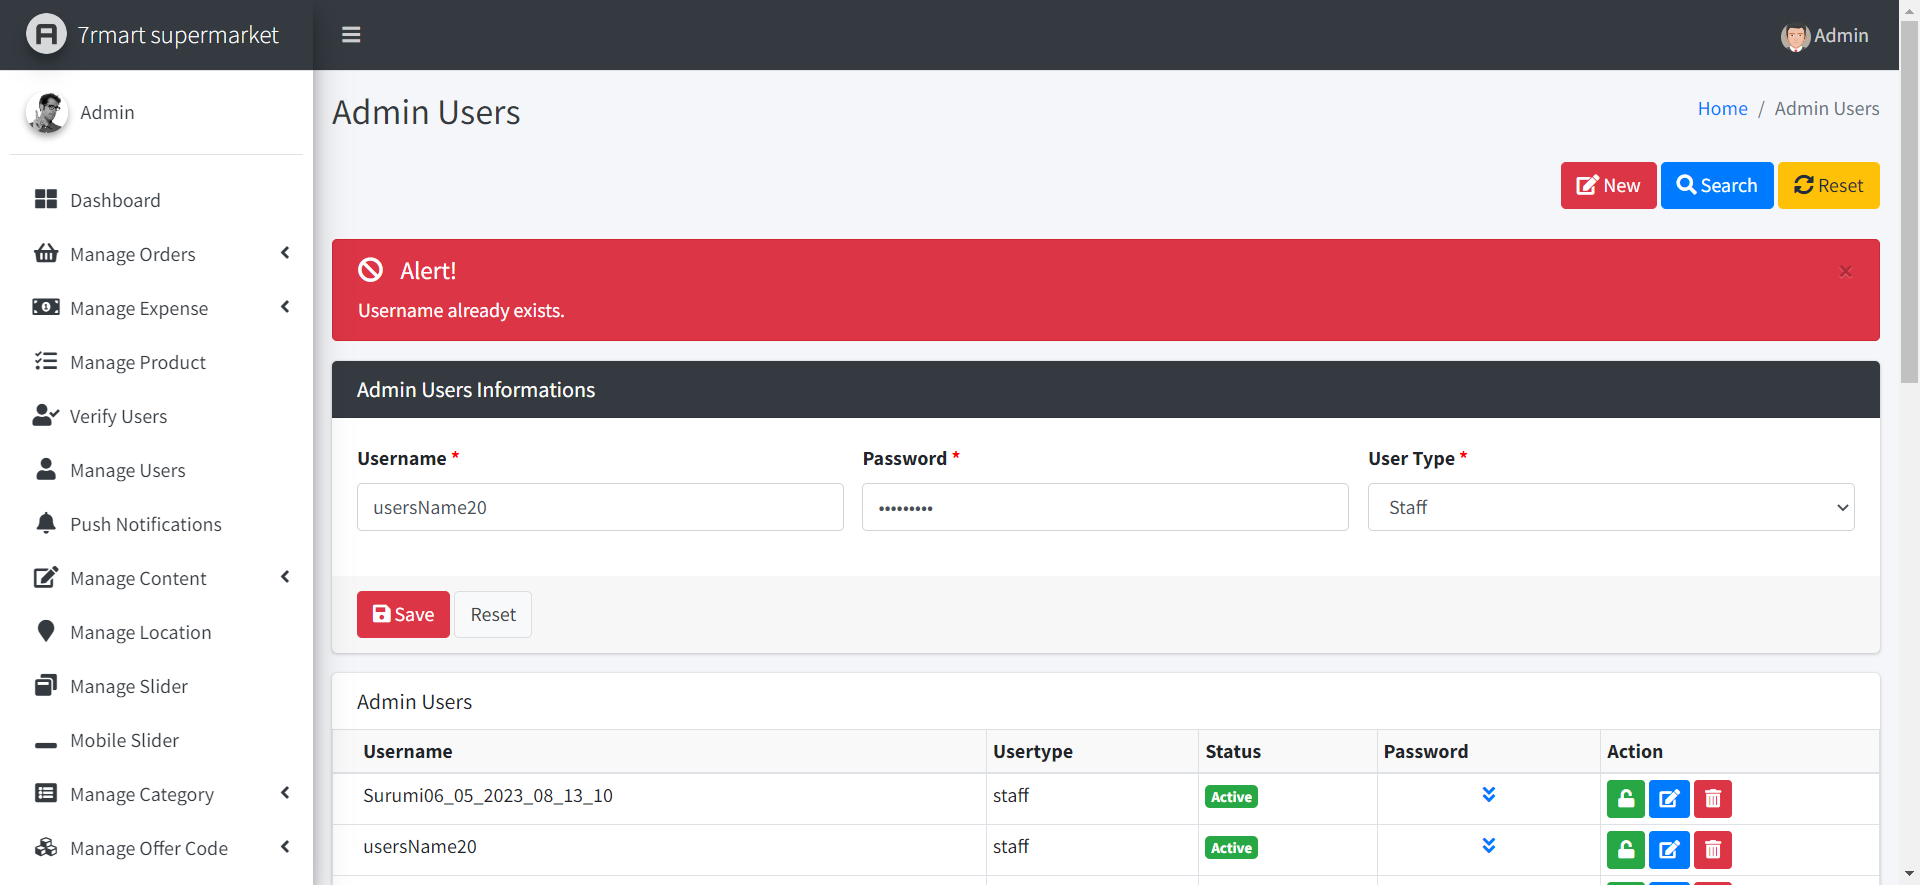 7rmart supermarket
Admin
Admin
Dashboard
Manage Orders
Manage Expense
Manage Product
Verify Users
Manage Users
Push Notifications
Manage Content
Manage Location
Manage Slider
Mobile Slider
Manage Category
Manage Offer Code
Admin Users
Home / Admin Users
New Search Reset
Alert! ×
Username already exists.
Admin Users Informations
Username * Password * User Type *
usersName20 ••••••••• Staff
Save Reset
Admin Users
Username Usertype Status Password Action
Surumi06_05_2023_08_13_10 staff Active
usersName20 staff Active